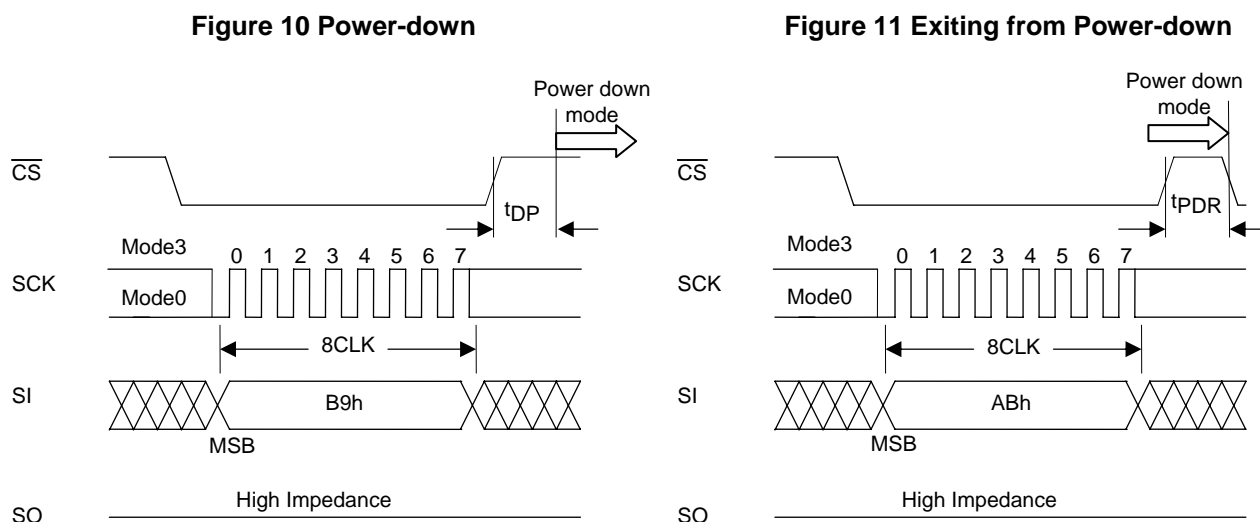 Figure 10 Power-down
Power down
mode
CS
tDP
Mode3
0 1 2 3 4 5 6 7
SCK
Mode0
8CLK
SI
B9h
MSB
High Impedance
SO
Figure 11 Exiting from Power-down
Power down
mode
CS
tPDR
Mode3
0 1 2 3 4 5 6 7
SCK
Mode0
8CLK
SI
ABh
MSB
High Impedance
SO